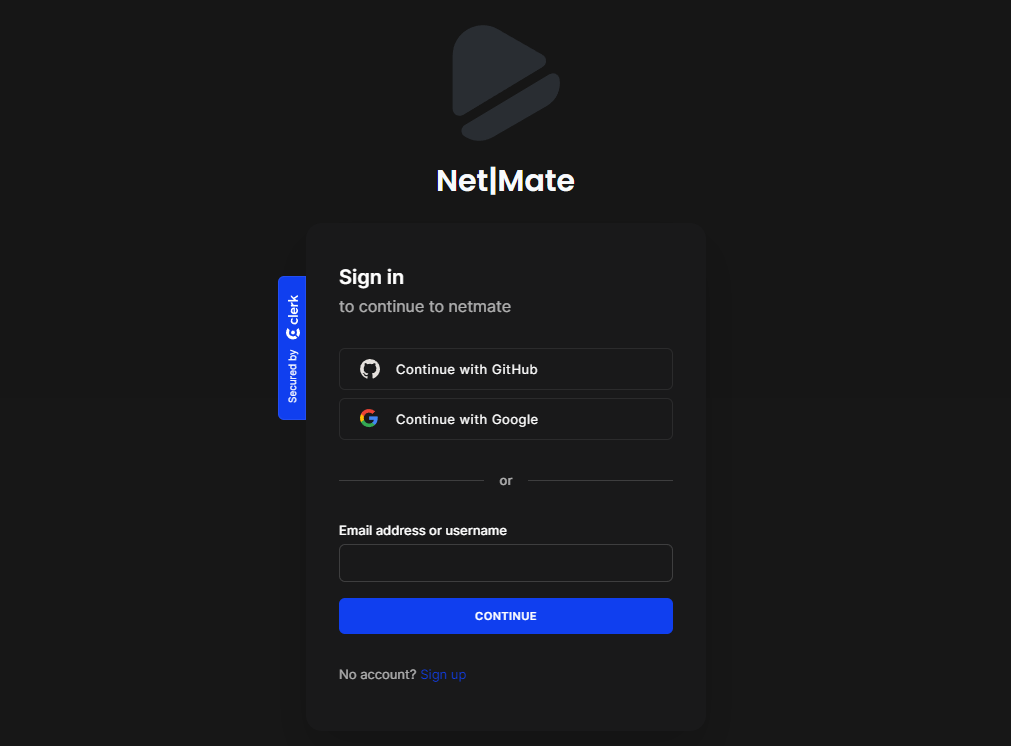 Net|Mate
Sign in
to continue to netmate
Secured by clerk
Continue with GitHub
Continue with Google
or
Email address or username
CONTINUE
No account? Sign up